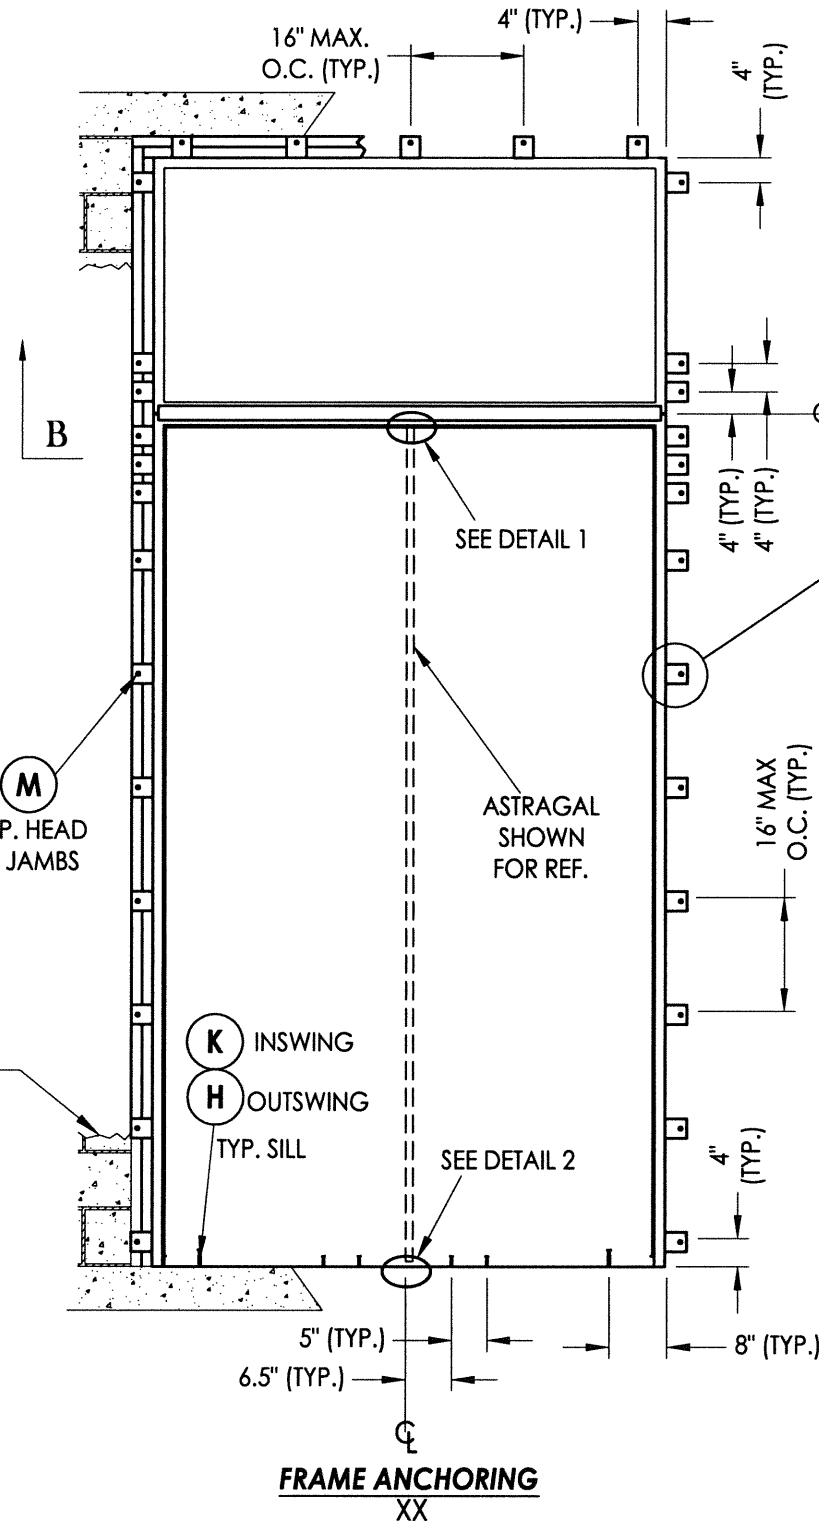 4" (TYP.)
16" MAX.
O.C. (TYP.)
4"
(TYP.)
B
4" (TYP.)
4" (TYP.)
SEE DETAIL 1
M
P. HEAD
JAMBS
ASTRAGAL
SHOWN
FOR REF.
16" MAX
O.C. (TYP.)
K INSWING
H OUTSWING
TYP. SILL
SEE DETAIL 2
4"
(TYP.)
5" (TYP.)
8" (TYP.)
6.5" (TYP.)
℄
FRAME ANCHORING
XX